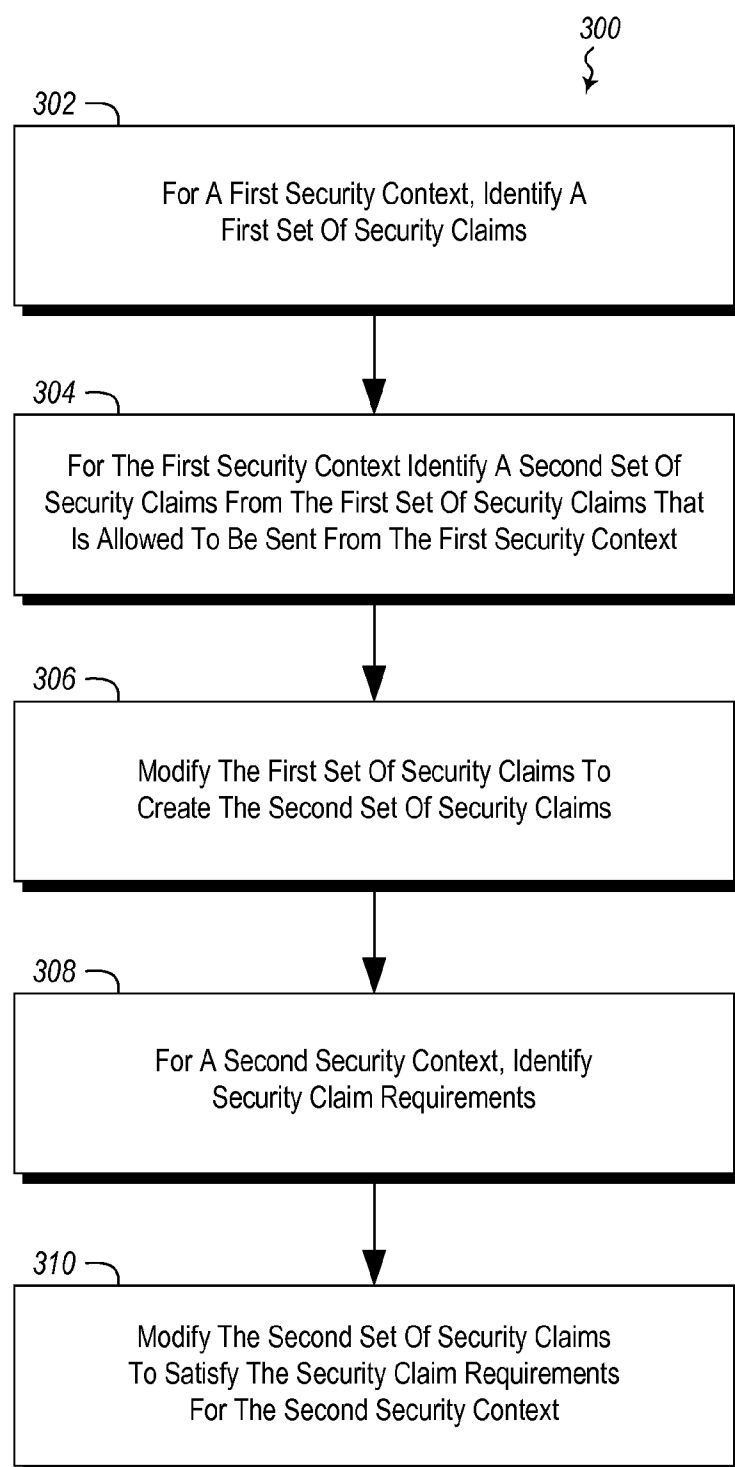 300
302
For A First Security Context, Identify A
First Set Of Security Claims
304
For The First Security Context Identify A Second Set Of
Security Claims From The First Set Of Security Claims That
Is Allowed To Be Sent From The First Security Context
306
Modify The First Set Of Security Claims To
Create The Second Set Of Security Claims
308
For A Second Security Context, Identify
Security Claim Requirements
310
Modify The Second Set Of Security Claims
To Satisfy The Security Claim Requirements
For The Second Security Context